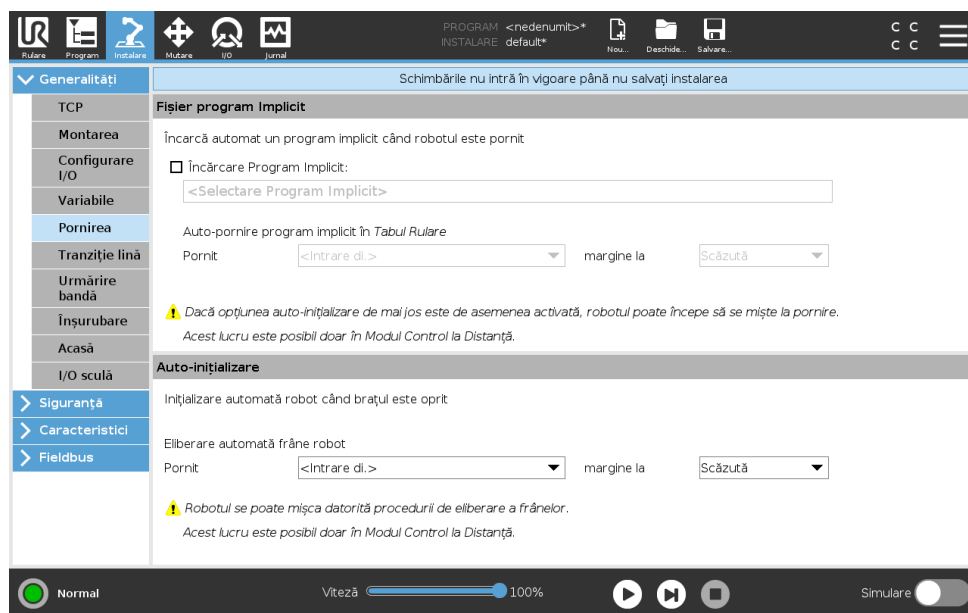 PROGRAM <nedenumit>*
INSTALARE default*
Rulare Program Instalare Mutare I/O Jurnal Nou... Deschide... Salvare...
C C
C C
Generalități
TCP
Montarea
Configurare
I/O
Variabile
Pornirea
Tranziție lină
Urmărire
bandă
Înșurubare
Acasă
I/O sculă
Siguranță
Caracteristici
Fieldbus
Schimbările nu intră în vigoare până nu salvați instalarea
Fișier program Implicit
Încarcă automat un program implicit când robotul este pornit
Încărcare Program Implicit:
<Selectare Program Implicit>
Auto-pornire program implicit în Tabul Rulare
Pornit <Intrare di.> margine la Scăzută
Dacă opțiunea auto-inițializare de mai jos este de asemenea activată, robotul poate începe să se miște la pornire.
Acest lucru este posibil doar în Modul Control la Distanță.
Auto-inițializare
Inițializare automată robot când brațul este oprit
Eliberare automată frâne robot
Pornit <Intrare di.> margine la Scăzută
Robotul se poate mișca datorită procedurii de eliberare a frânelor.
Acest lucru este posibil doar în Modul Control la Distanță.
Normal Viteză 100% Simulare